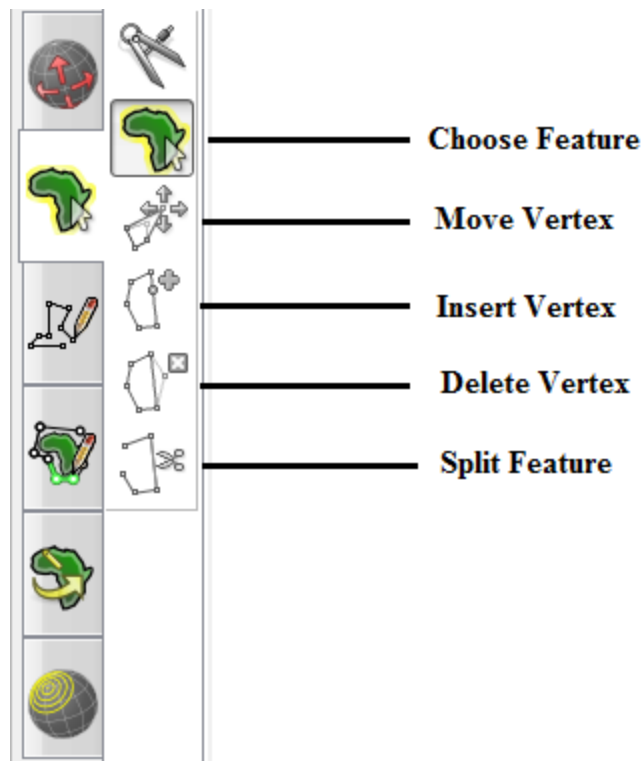 Choose Feature
Move Vertex
Insert Vertex
Delete Vertex
Split Feature